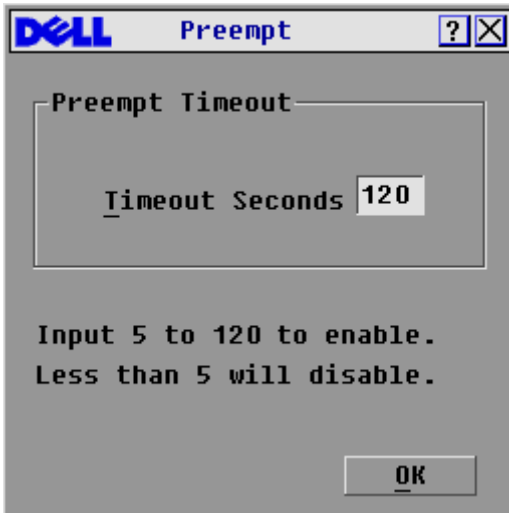 DELL Preempt ? X
Preempt Timeout
Timeout Seconds 120
Input 5 to 120 to enable.
Less than 5 will disable.
OK